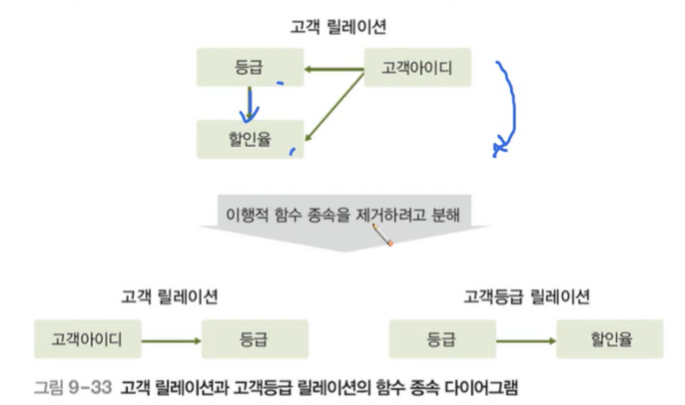 고객 릴레이션
등급
고객아이디
할인율
이행적 함수 종속을 제거하려고 분해
고객 릴레이션
고객등급 릴레이션
고객아이디
등급
등급
할인율
그림 9-33 고객 릴레이션과 고객등급 릴레이션의 함수 종속 다이어그램